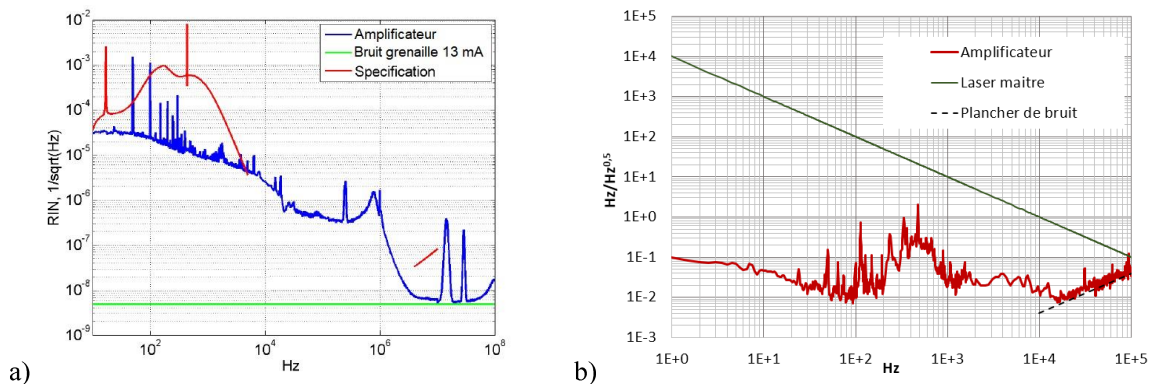 10^-2
10^-3
10^-4
10^-5
10^-6
10^-7
10^-8
10^-9
RIN, 1/sqrt(Hz)
Amplificateur
Bruit grenaille 13 mA
Specification
10^2
10^4
10^6
10^8
Hz
a)
1E+5
1E+4
1E+3
1E+2
1E+1
1E+0
1E-1
1E-2
1E-3
Hz/Hz^0,5
Amplificateur
Laser maitre
Plancher de bruit
1E+0
1E+1
1E+2
1E+3
1E+4
1E+5
Hz
b)